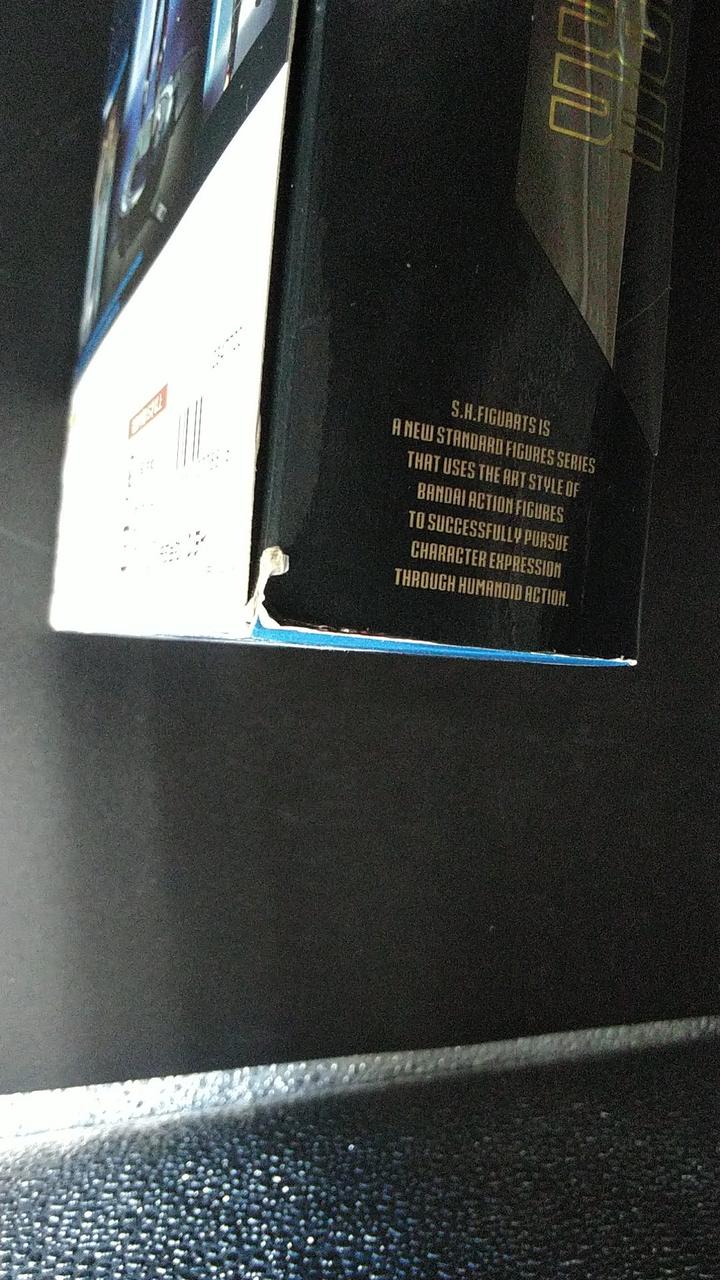 S.H.FIGUARTS IS
A NEW STANDARD FIGURES SERIES
THAT USES THE ART STYLE OF
BANDAI ACTION FIGURES
TO SUCCESSFULLY PURSUE
CHARACTER EXPRESSION
THROUGH HUMANOID ACTION.